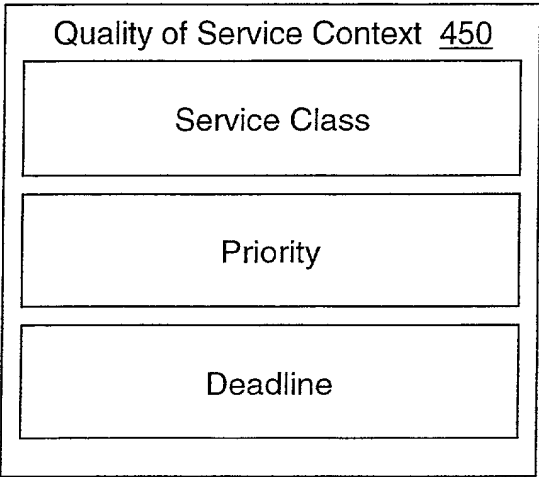 Quality of Service Context 450
Service Class
Priority
Deadline